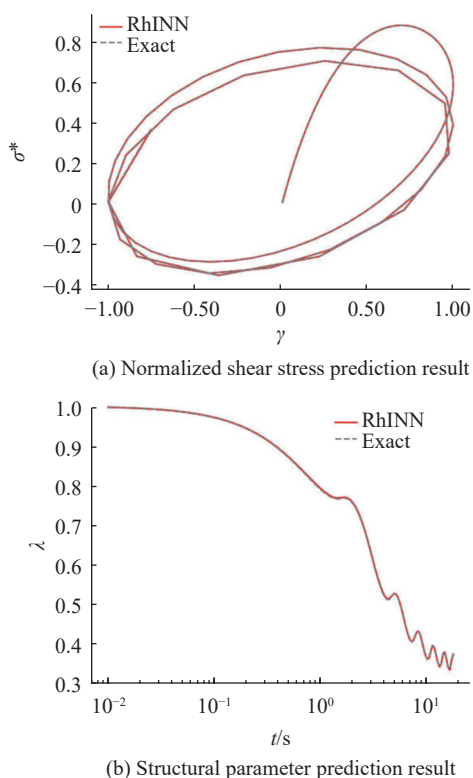 0.8
0.6
0.4
0.2
0
−0.2
−0.4
σ*
RhINN
Exact
−1.00 −0.50 0 0.50 1.00
γ
(a) Normalized shear stress prediction result
1.0
0.9
0.8
0.7
0.6
0.5
0.4
0.3
λ
RhINN
Exact
10⁻² 10⁻¹ 10⁰ 10¹
t/s
(b) Structural parameter prediction result